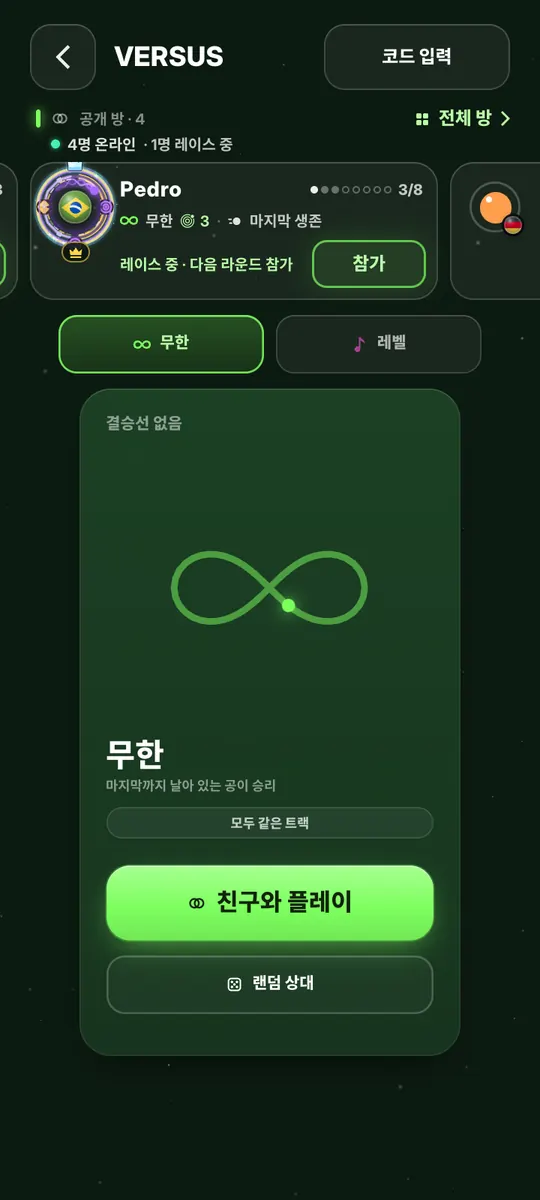 VERSUS
코드 입력
공개 방 · 4
전체 방
4명 온라인 · 1명 레이스 중
Pedro
3/8
무한 3 · 마지막 생존
레이스 중 · 다음 라운드 참가
참가
무한
레벨
결승선 없음
무한
마지막까지 날아 있는 공이 승리
모두 같은 트랙
친구와 플레이
랜덤 상대